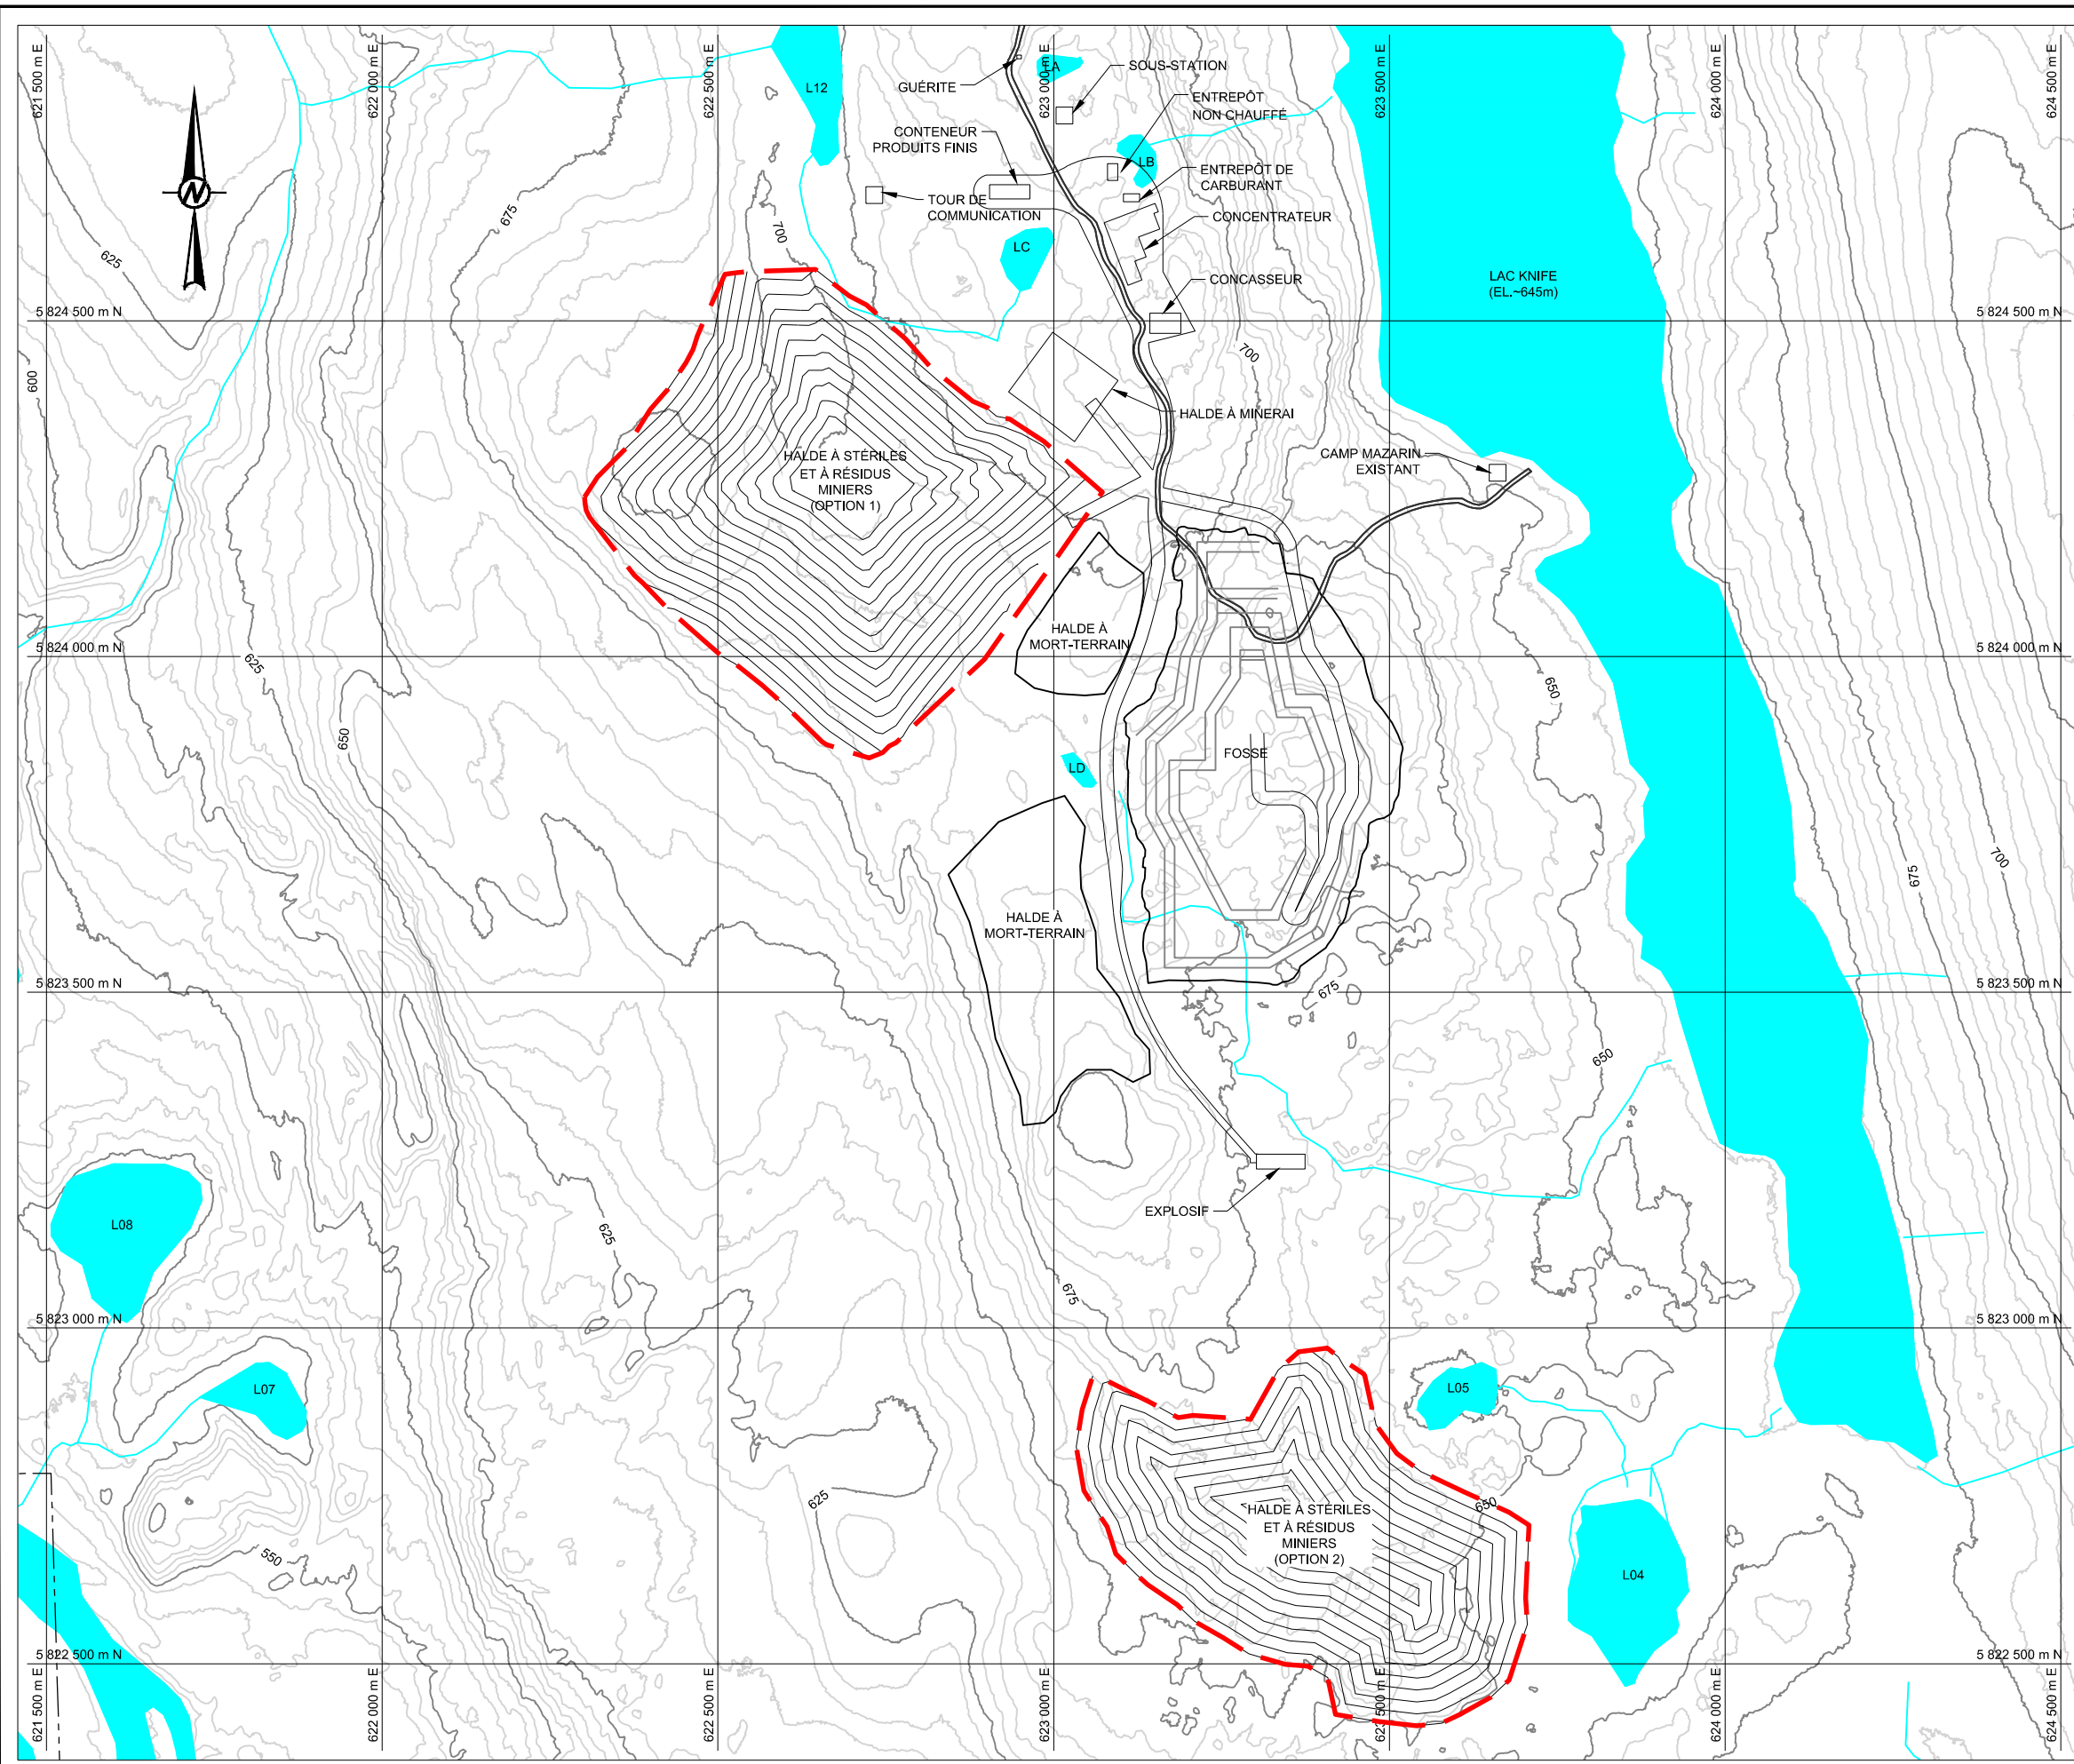 621 500 m E
622 000 m E
622 500 m E
623 000 m E
623 500 m E
624 000 m E
624 500 m E
N
L12
GUÉRITE
LA
SOUS-STATION
ENTREPÔT
NON CHAUFFÉ
CONTENEUR
PRODUITS FINIS
LB
ENTREPÔT DE
CARBURANT
TOUR DE
COMMUNICATION
CONCENTRATEUR
LC
CONCASSEUR
LAC KNIFE
(EL.~645m)
675
700
625
5 824 500 m N
5 824 500 m N
700
600
HALDE À MINERAI
HALDE À STÉRILES
ET À RÉSIDUS
MINIERS
(OPTION 1)
CAMP MAZARIN
EXISTANT
HALDE À
MORT-TERRAIN
5 824 000 m N
5 824 000 m N
625
650
650
FOSSE
LD
675
700
HALDE À
MORT-TERRAIN
5 823 500 m N
5 823 500 m N
675
650
L08
EXPLOSIF
625
675
5 823 000 m N
5 823 000 m N
L07
L05
625
650
HALDE À STÉRILES
ET À RÉSIDUS
MINIERS
(OPTION 2)
550
L04
5 822 500 m N
5 822 500 m N
621 500 m E
622 000 m E
622 500 m E
623 000 m E
623 500 m E
624 000 m E
624 500 m E